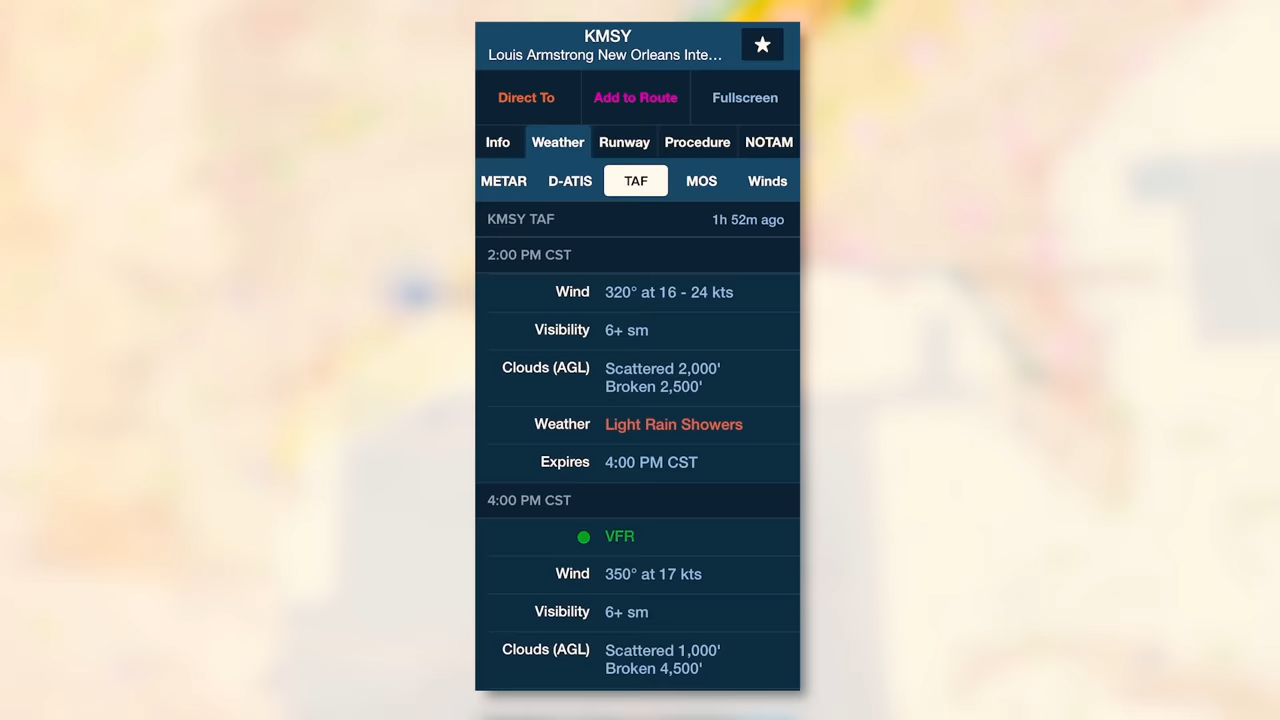 KMSY
Louis Armstrong New Orleans Inte...
Direct To Add to Route Fullscreen
Info Weather Runway Procedure NOTAM
METAR D-ATIS TAF MOS Winds
KMSY TAF 1h 52m ago
2:00 PM CST
Wind 320° at 16 - 24 kts
Visibility 6+ sm
Clouds (AGL) Scattered 2,000'
Broken 2,500'
Weather Light Rain Showers
Expires 4:00 PM CST
4:00 PM CST
VFR
Wind 350° at 17 kts
Visibility 6+ sm
Clouds (AGL) Scattered 1,000'
Broken 4,500'